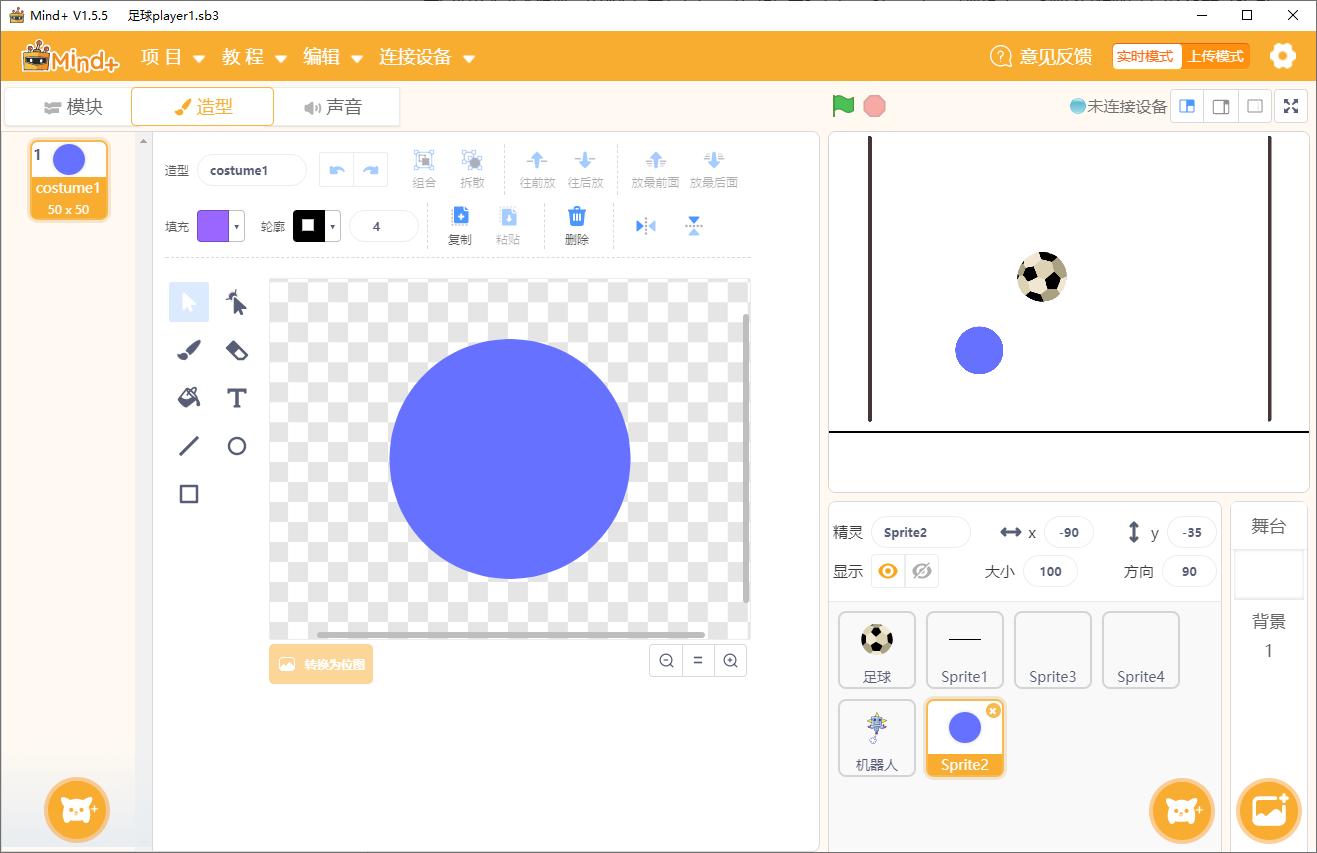 Mind+ V1.5.5 足球player1.sb3
Mind+ 项目 教程 编辑 连接设备 意见反馈 实时模式 上传模式
模块 造型 声音 未连接设备
1
costume1
50 x 50
造型 costume1 组合 拆散 往前放 往后放 放最前面 放最后面
填充 轮廓 4 复制 粘贴 删除
T
转换为位图
=
精灵 Sprite2 x -90 y -35
显示 大小 100 方向 90
足球 Sprite1 Sprite3 Sprite4
机器人 Sprite2
舞台
背景
1